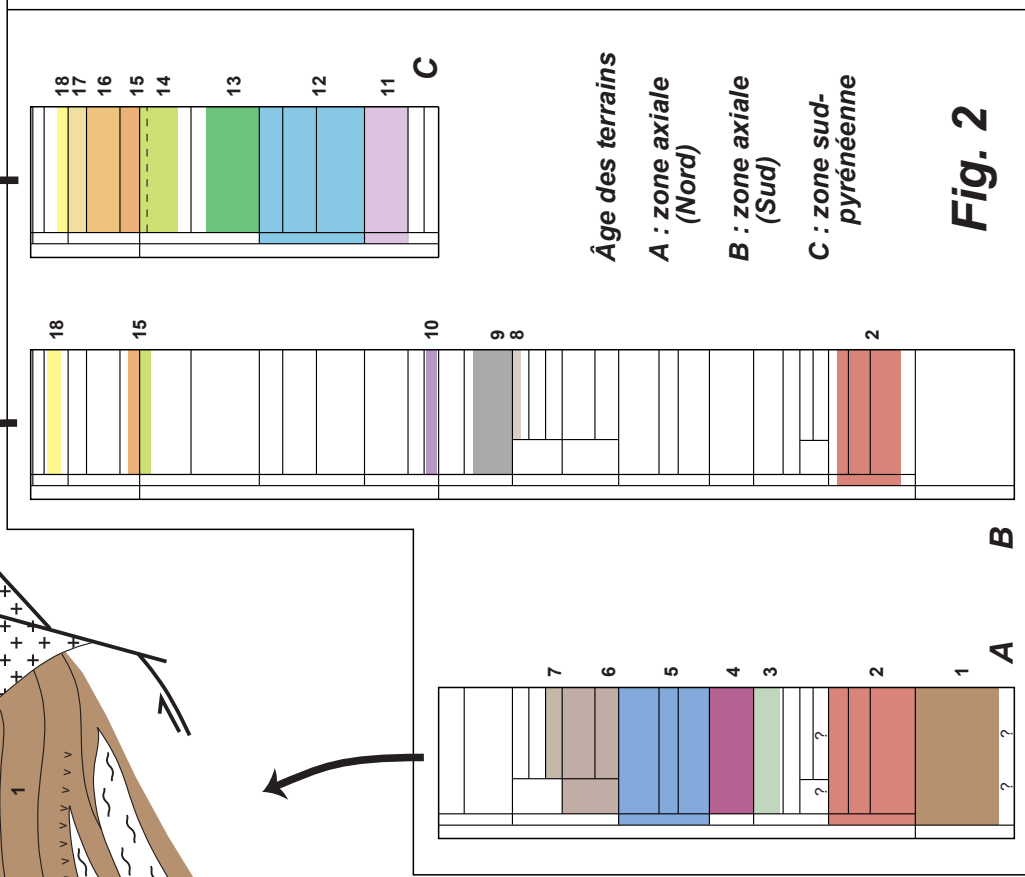 18
17
16
15
14
13
12
11
C
18
15
10
9
8
2
B
7
6
5
4
3
2
1
A
?
?
?
?
1
Âge des terrains
A : zone axiale
(Nord)
B : zone axiale
(Sud)
C : zone sud-
pyrénéenne
Fig. 2